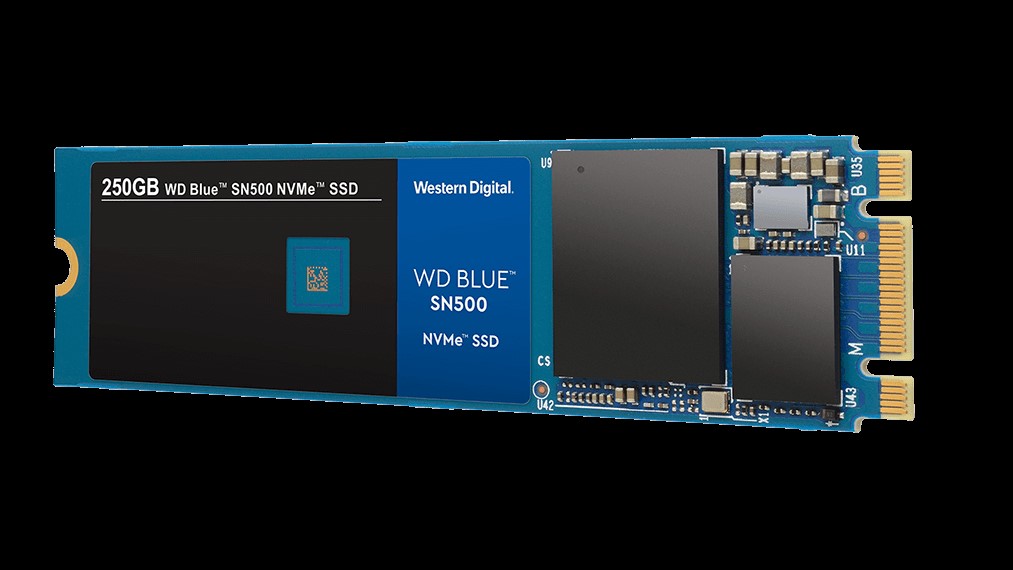 250GB WD Blue™ SN500 NVMe™ SSD
Western Digital.
WD BLUE™
SN500
NVMe™ SSD
U9
CS
U42
U35
B
U11
M
U43
X1